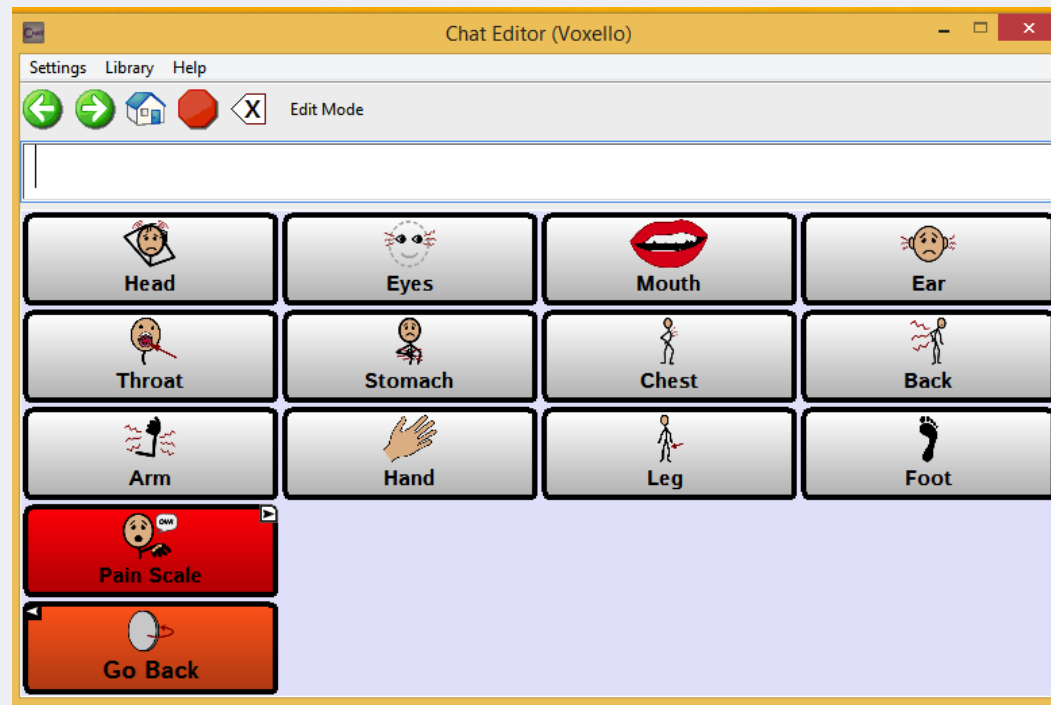 Chat Editor (Voxello)
Settings Library Help
X Edit Mode
Head Eyes Mouth Ear
Throat Stomach Chest Back
Arm Hand Leg Foot
OW!
Pain Scale
Go Back